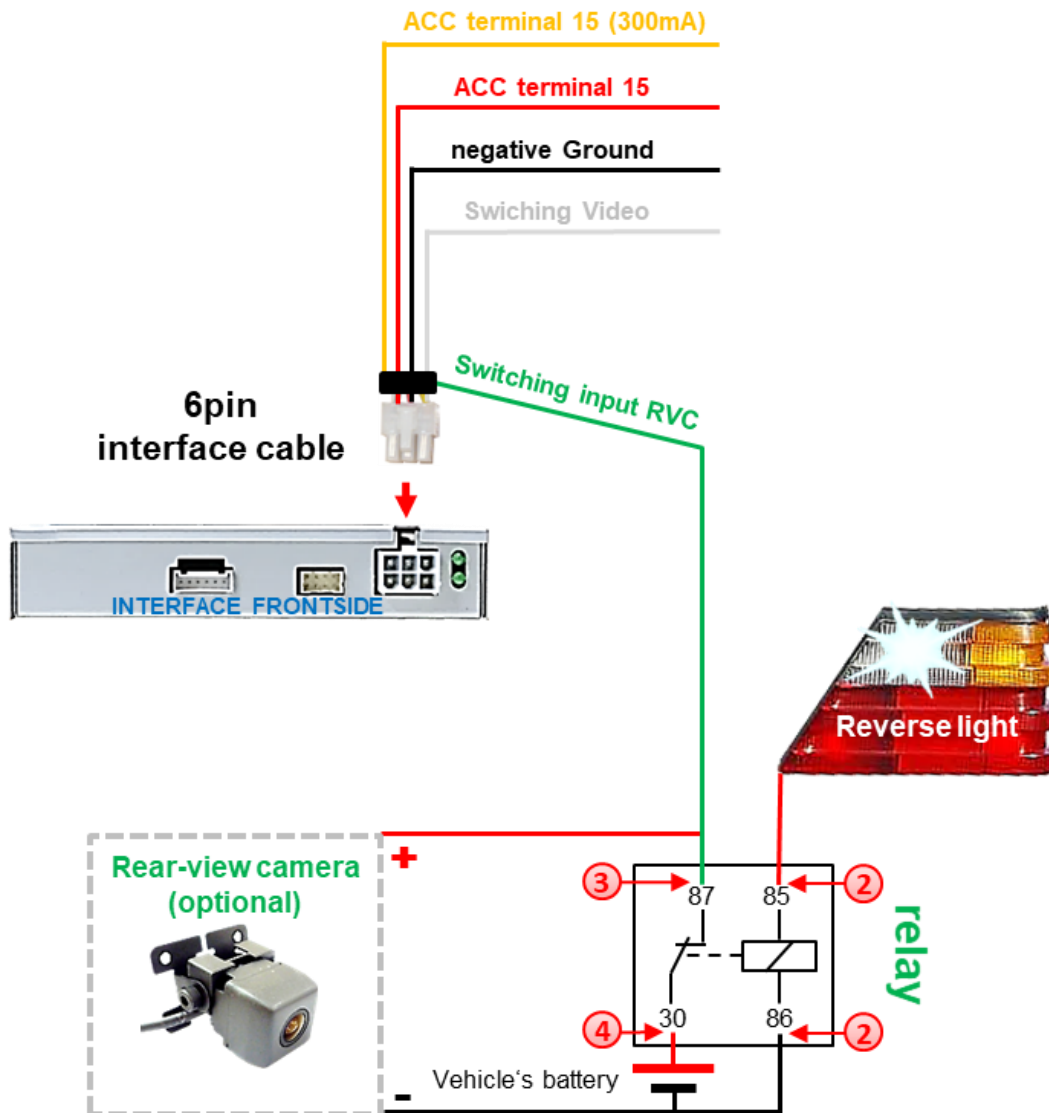 ACC terminal 15 (300mA)
ACC terminal 15
negative Ground
Swiching Video
Switching input RVC
6pin
interface cable
INTERFACE FRONTSIDE
Reverse light
Rear-view camera
(optional)
+
3
87
85
2
relay
4
30
86
2
Vehicle‘s battery
-